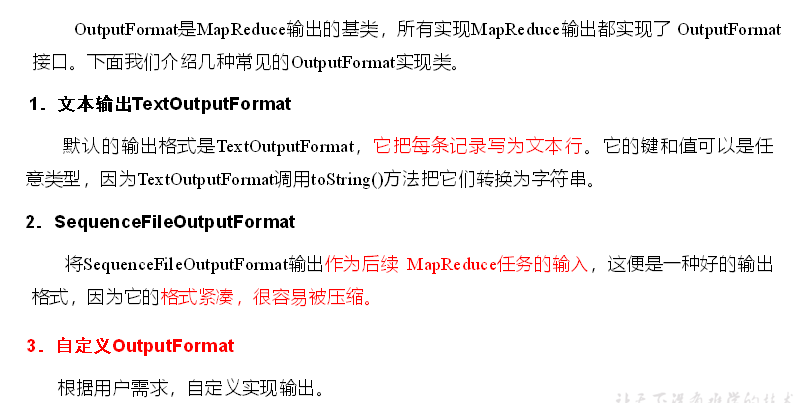 OutputFormat是MapReduce输出的基类，所有实现MapReduce输出都实现了 OutputFormat
接口。下面我们介绍几种常见的OutputFormat实现类。
1．文本输出TextOutputFormat
默认的输出格式是TextOutputFormat，它把每条记录写为文本行。它的键和值可以是任
意类型，因为TextOutputFormat调用toString()方法把它们转换为字符串。
2．SequenceFileOutputFormat
将SequenceFileOutputFormat输出作为后续 MapReduce任务的输入，这便是一种好的输出
格式，因为它的格式紧凑，很容易被压缩。
3．自定义OutputFormat
根据用户需求，自定义实现输出。